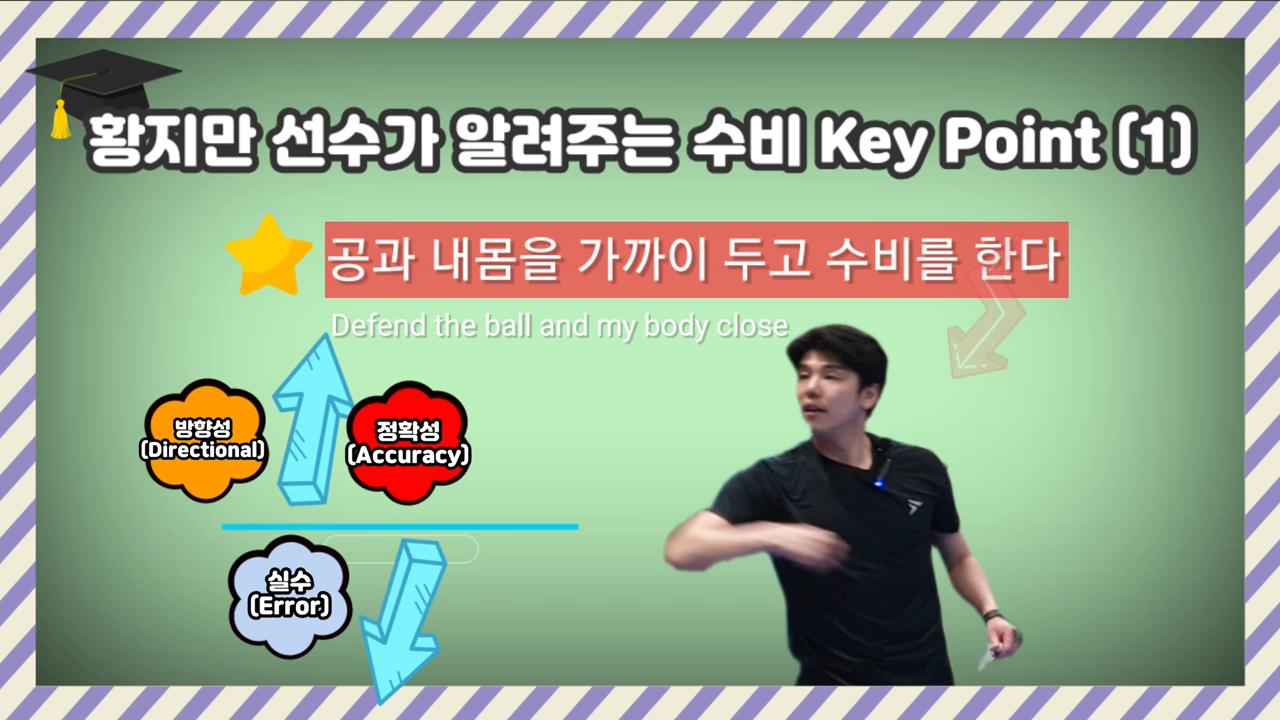 황지만 선수가 알려주는 수비 Key Point (1)
공과 내몸을 가까이 두고 수비를 한다
Defend the ball and my body close
방향성
(Directional)
정확성
(Accuracy)
실수
(Error)